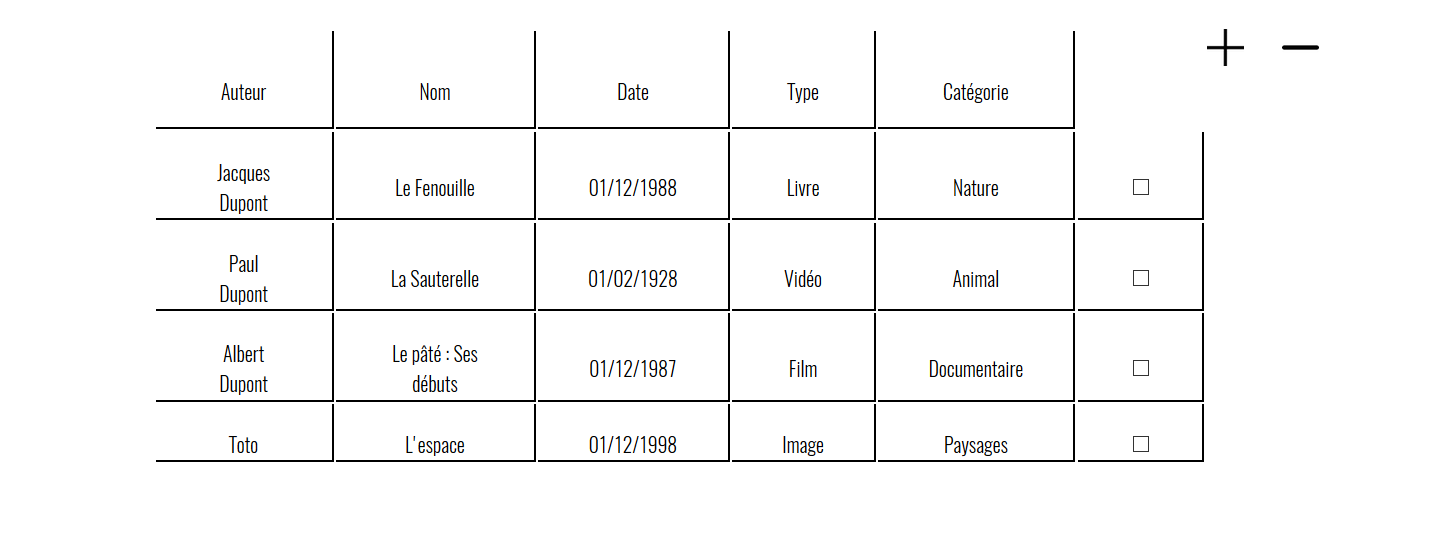 Auteur Nom Date Type Catégorie
Jacques
Dupont
Le Fenouille
01/12/1988
Livre
Nature
Paul
Dupont
La Sauterelle
01/02/1928
Vidéo
Animal
Albert
Dupont
Le pâté : Ses
débuts
01/12/1987
Film
Documentaire
Toto L'espace 01/12/1998 Image Paysages